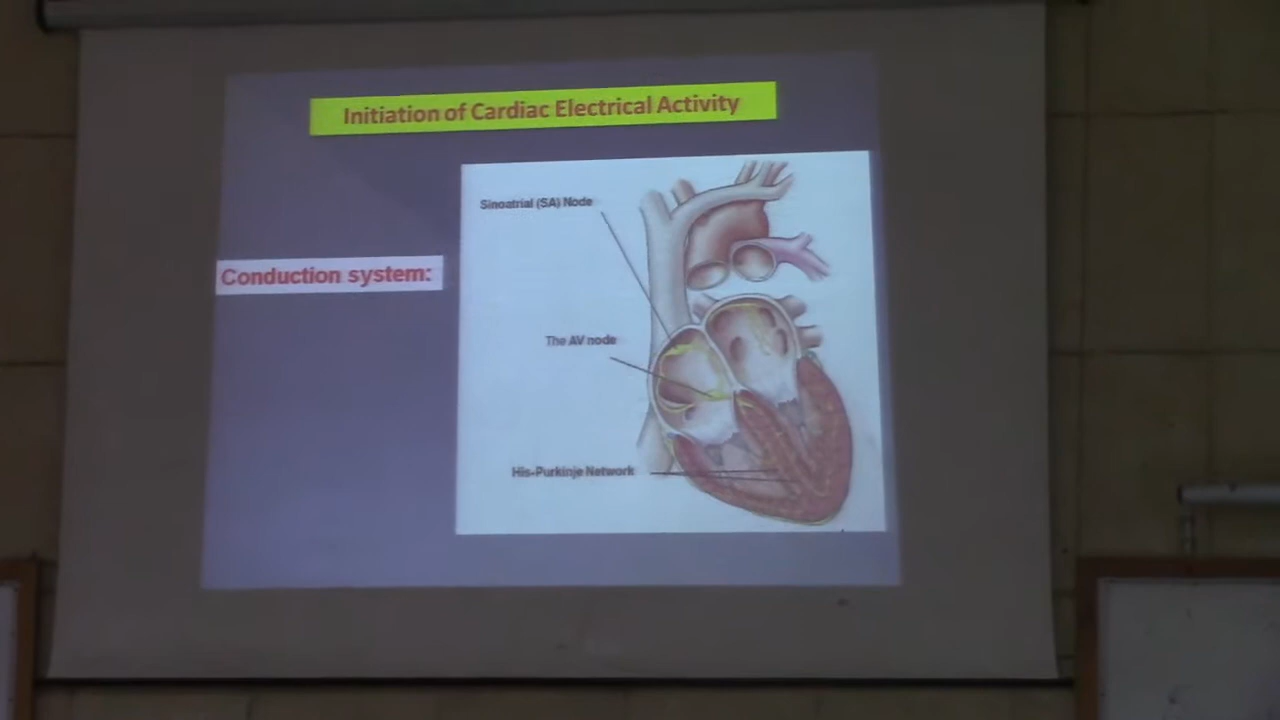 Initiation of Cardiac Electrical Activity
Sinoatrial (SA) Node
Conduction system:
The AV node
His-Purkinje Network